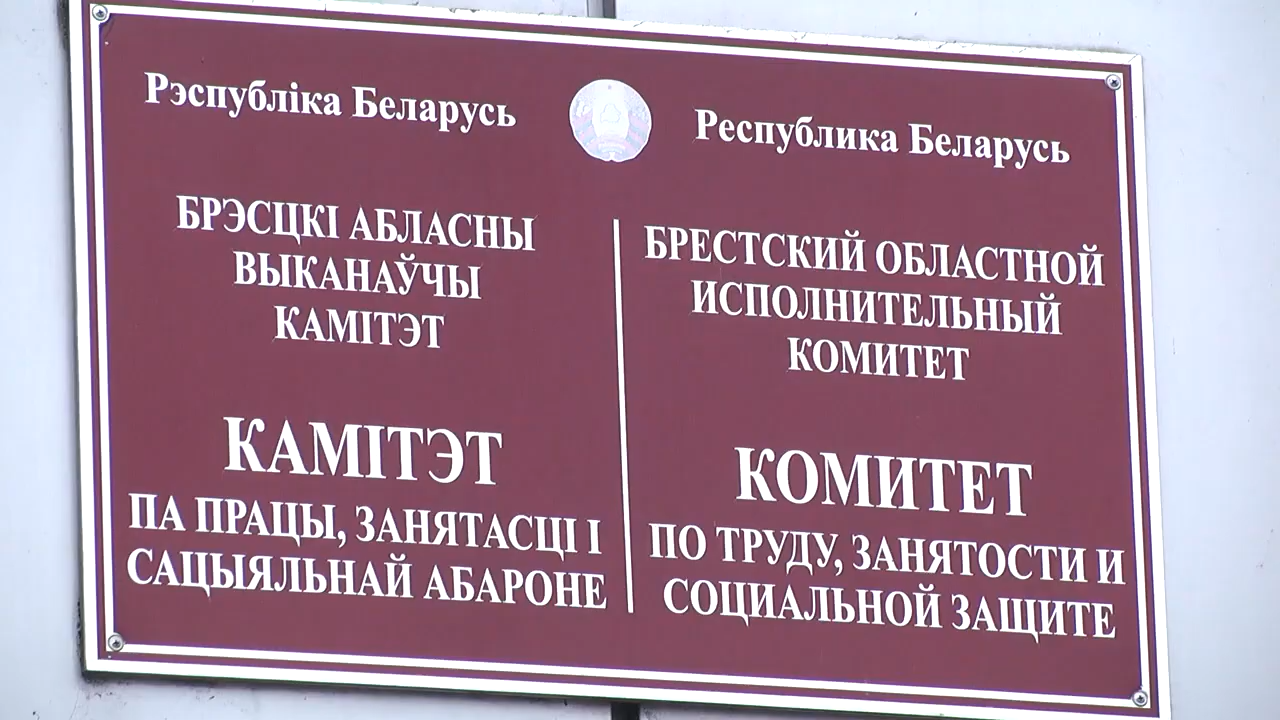 Рэспубліка Беларусь
БРЭСЦКІ АБЛАСНЫ
ВЫКАНАЎЧЫ
КАМІТЭТ
КАМІТЭТ
ПА ПРАЦЫ, ЗАНЯТАСЦІ І
САЦЫЯЛЬНАЙ АБАРОНЕ
Республика Беларусь
БРЕСТСКИЙ ОБЛАСТНОЙ
ИСПОЛНИТЕЛЬНЫЙ
КОМИТЕТ
КОМИТЕТ
ПО ТРУДУ, ЗАНЯТОСТИ И
СОЦИАЛЬНОЙ ЗАЩИТЕ